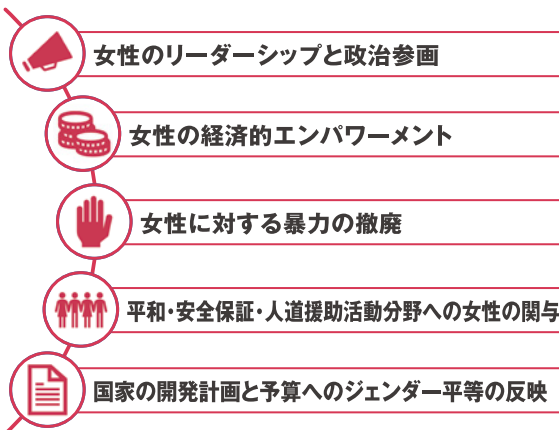 女性のリーダーシップと政治参画
女性の経済的エンパワーメント
女性に対する暴力の撤廃
平和・安全保証・人道援助活動分野への女性の関与
国家の開発計画と予算へのジェンダー平等の反映